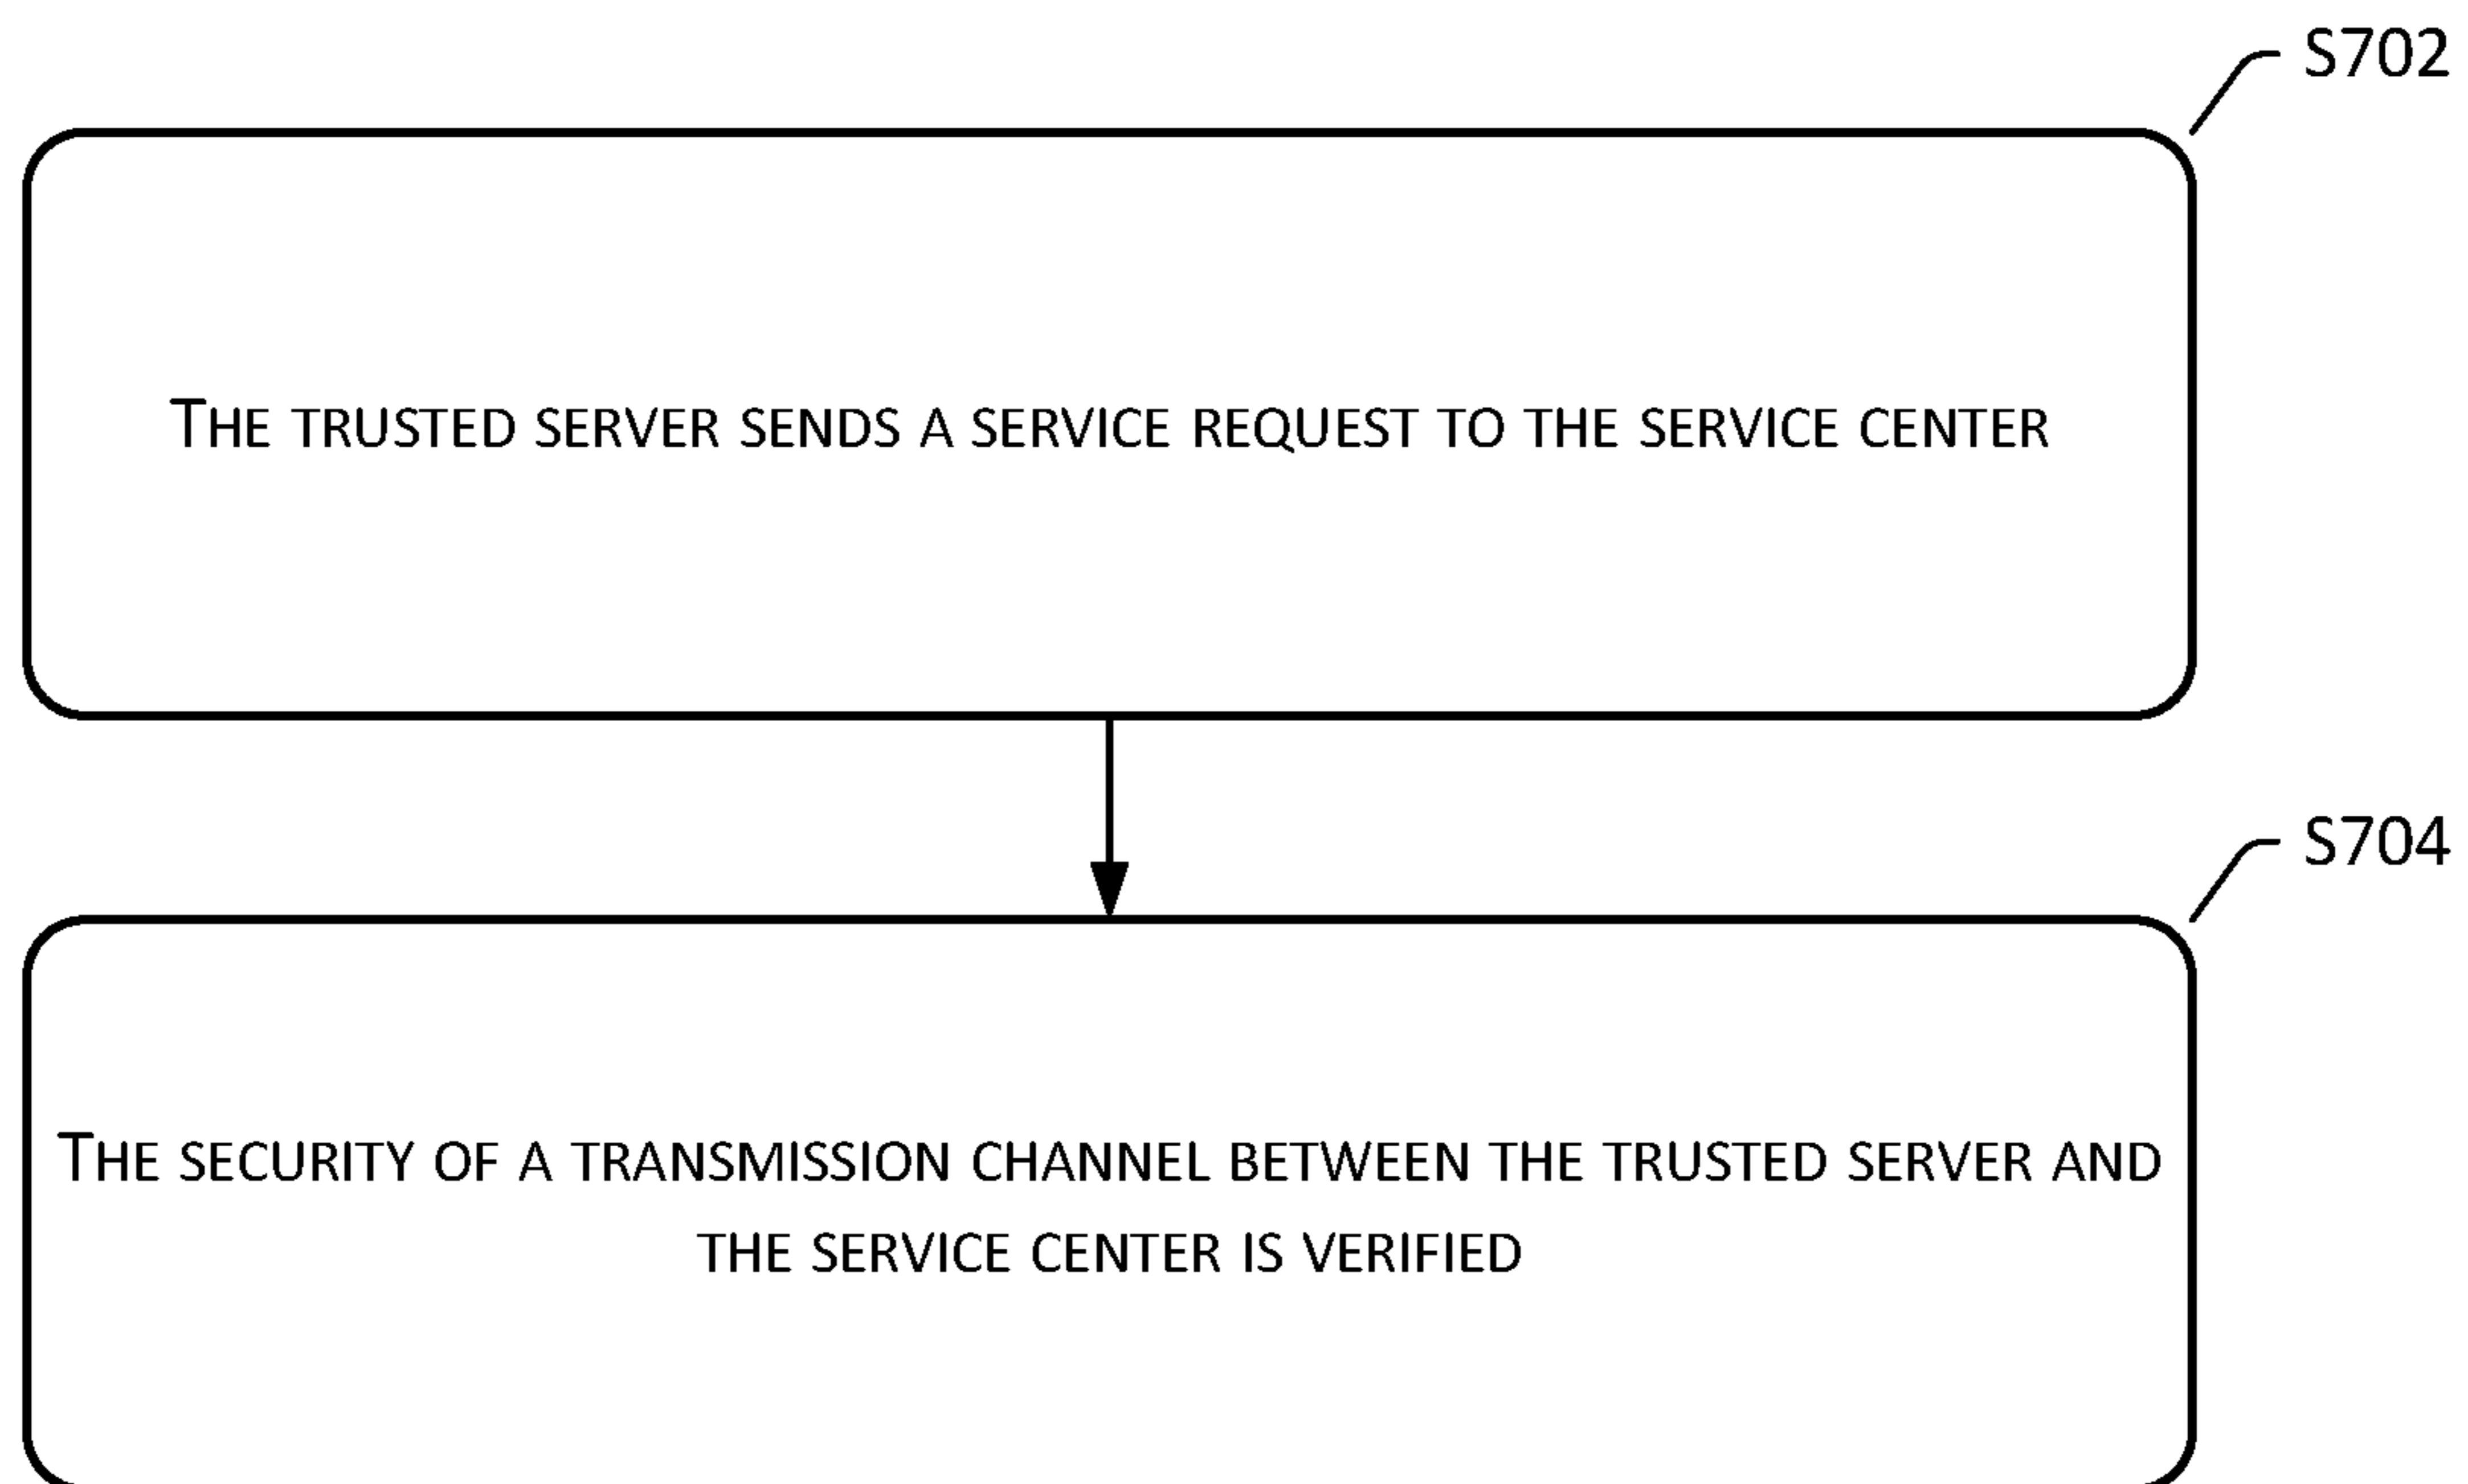 S702
THE TRUSTED SERVER SENDS A SERVICE REQUEST TO THE SERVICE CENTER
S704
THE SECURITY OF A TRANSMISSION CHANNEL BETWEEN THE TRUSTED SERVER AND
THE SERVICE CENTER IS VERIFIED